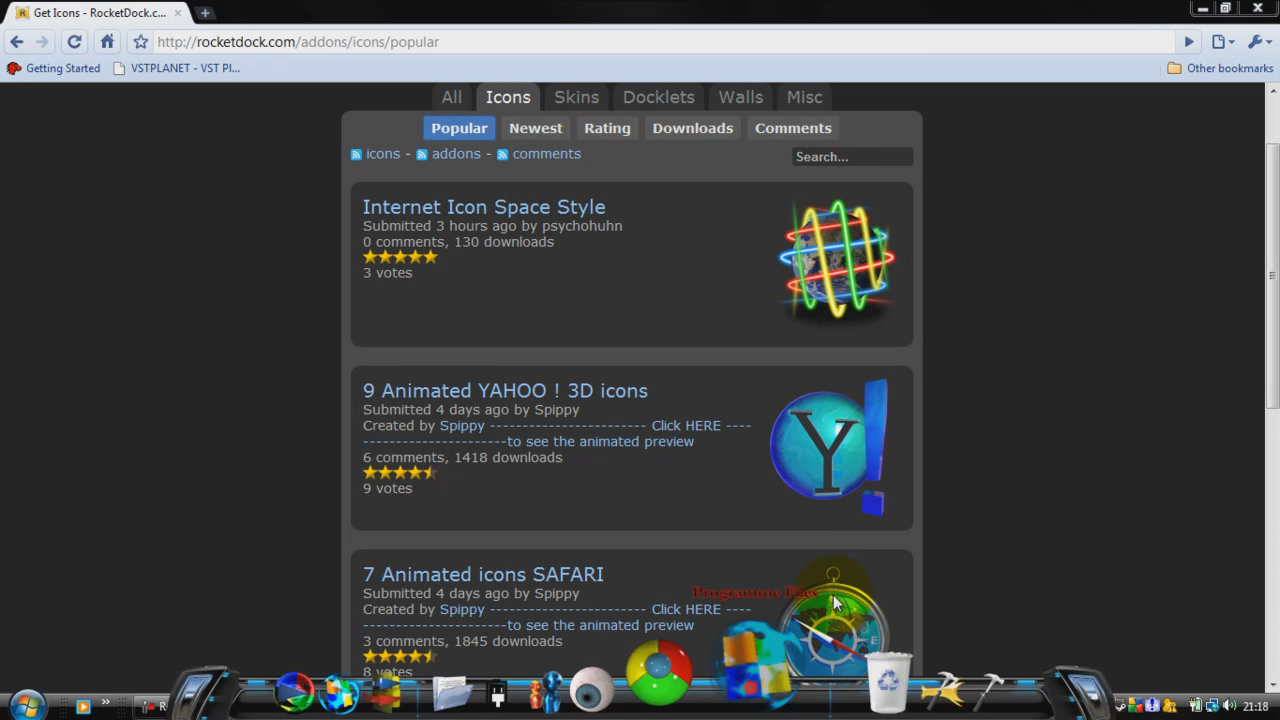 Get Icons - RocketDock.c...
http://rocketdock.com/addons/icons/popular
Getting Started
VSTPLANET - VST Pl...
Other bookmarks
All Icons Skins Docklets Walls Misc
Popular Newest Rating Downloads Comments
icons - addons - comments
Search...
Internet Icon Space Style
Submitted 3 hours ago by psychohuhn
0 comments, 130 downloads
3 votes
9 Animated YAHOO ! 3D icons
Submitted 4 days ago by Spippy
Created by Spippy ------------------------ Click HERE ----
----------------------to see the animated preview
6 comments, 1418 downloads
9 votes
Y!
7 Animated icons SAFARI
Submitted 4 days ago by Spippy
Created by Spippy ------------------------ Click HERE ----
----------------------to see the animated preview
3 comments, 1845 downloads
8 votes
Programme Files
E
R
21:18